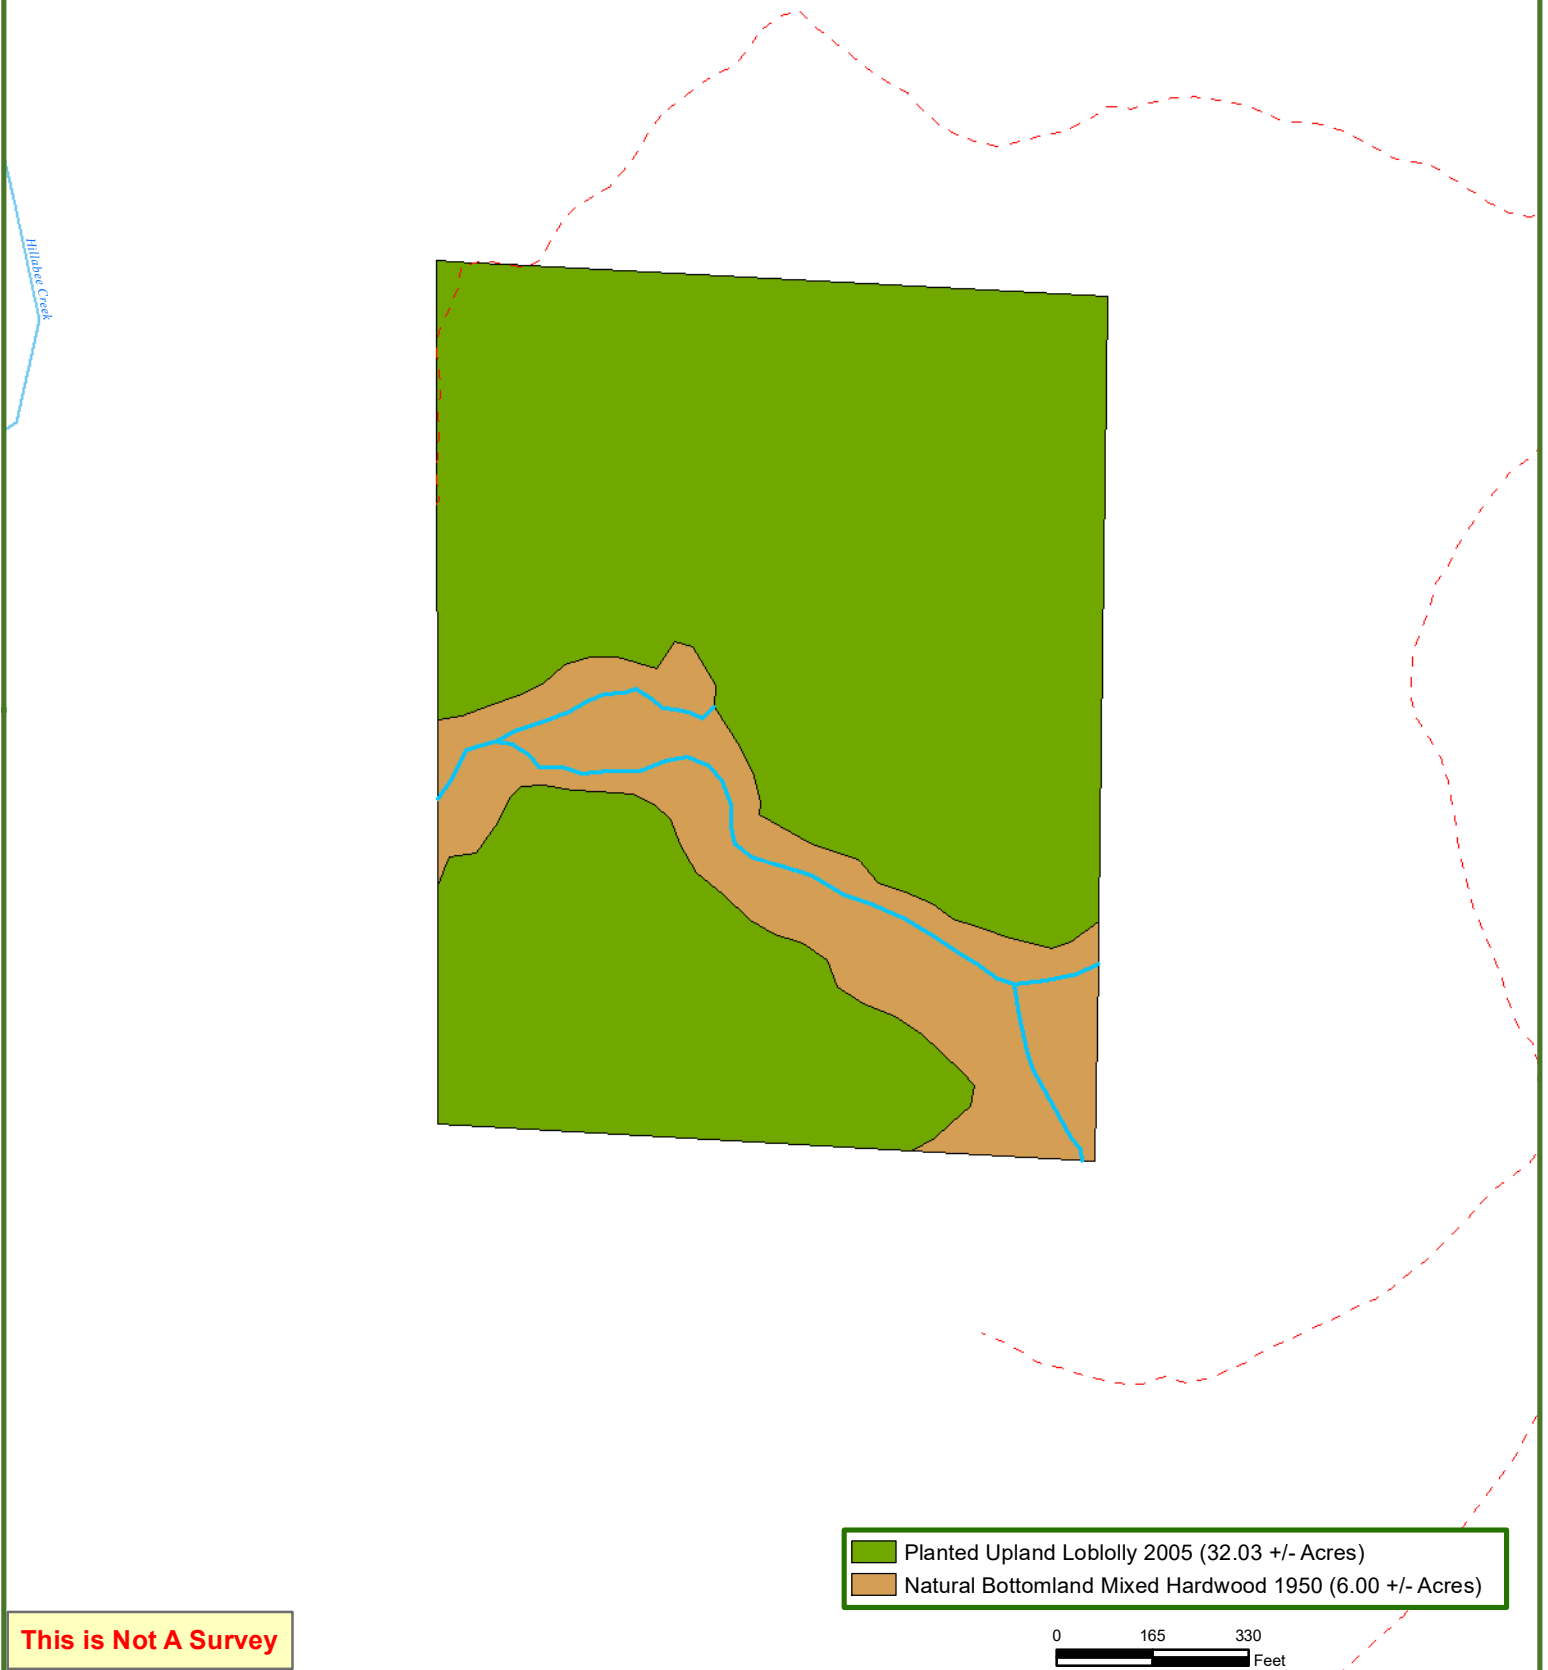 Hillabee Creek
Planted Upland Loblolly 2005 (32.03 +/- Acres)
Natural Bottomland Mixed Hardwood 1950 (6.00 +/- Acres)
This is Not A Survey
0 165 330
Feet